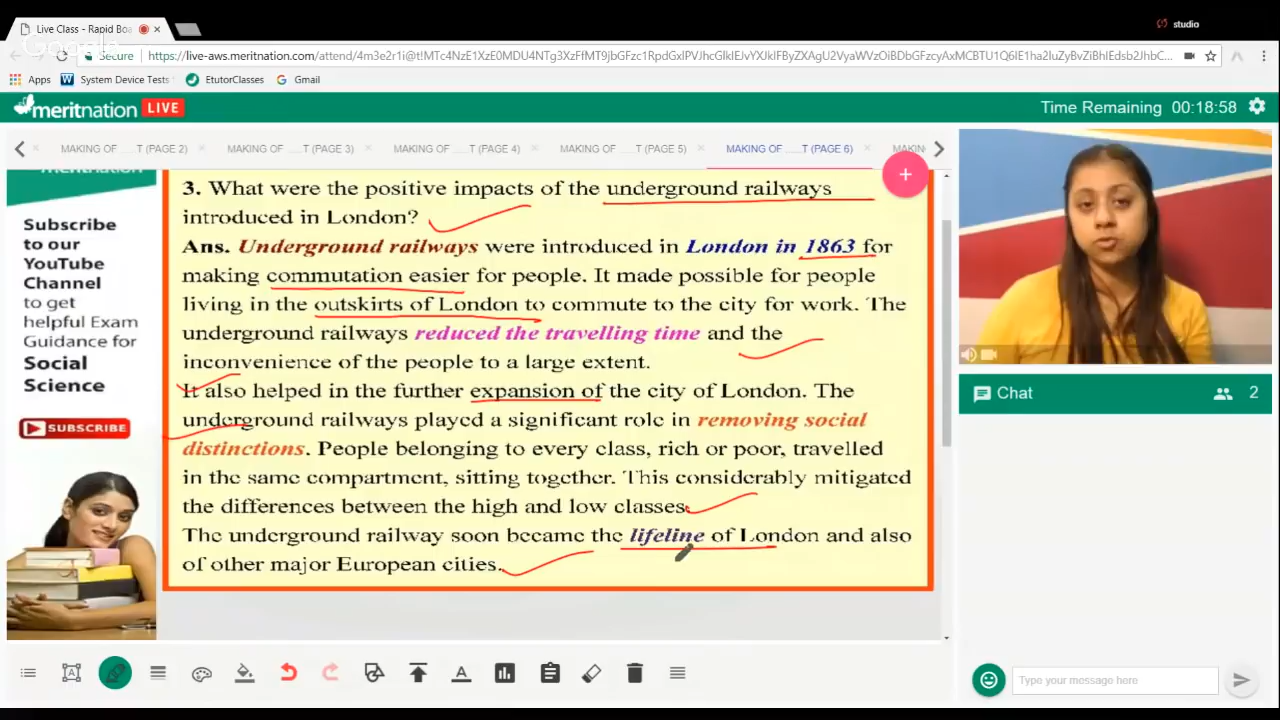 studio
Live Class - Rapid Boa
Google
Secure https://live-aws.meritnation.com/attend/
Apps System Device Tests EtutorClasses Gmail
meritnation LIVE
Time Remaining 00:18:58
MAKING OF ___T (PAGE 2) MAKING OF ___T (PAGE 3) MAKING OF ___T (PAGE 4) MAKING OF ___T (PAGE 5) MAKING OF ___T (PAGE 6) MAKIN
meritnation
Subscribe
to our
YouTube
Channel
to get
helpful Exam
Guidance for
Social
Science
SUBSCRIBE
3. What were the positive impacts of the underground railways
introduced in London?
Ans. Underground railways were introduced in London in 1863 for
making commutation easier for people. It made possible for people
living in the outskirts of London to commute to the city for work. The
underground railways reduced the travelling time and the
inconvenience of the people to a large extent.
It also helped in the further expansion of the city of London. The
underground railways played a significant role in removing social
distinctions. People belonging to every class, rich or poor, travelled
in the same compartment, sitting together. This considerably mitigated
the differences between the high and low classes.
The underground railway soon became the lifeline of London and also
of other major European cities.
Chat 2
A
A
Type your message here